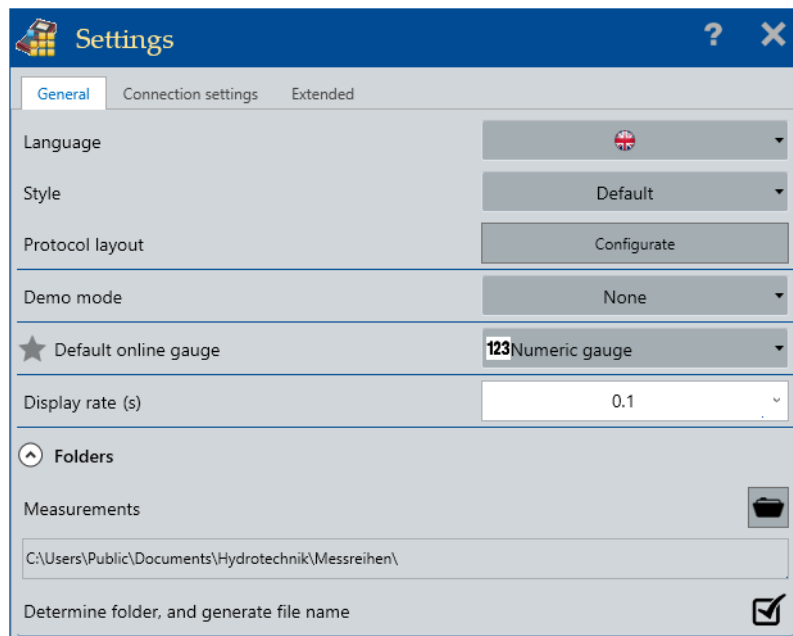 Settings ?
General Connection settings Extended
Language
Style Default
Protocol layout Configurate
Demo mode None
Default online gauge 123 Numeric gauge
Display rate (s) 0.1
Folders
Measurements
C:\Users\Public\Documents\Hydrotechnik\Messreihen\
Determine folder, and generate file name